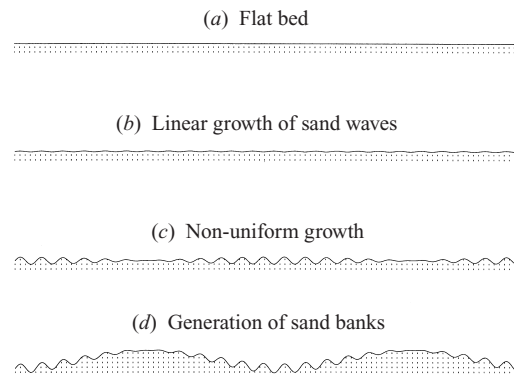 (a) Flat bed
(b) Linear growth of sand waves
(c) Non-uniform growth
(d) Generation of sand banks